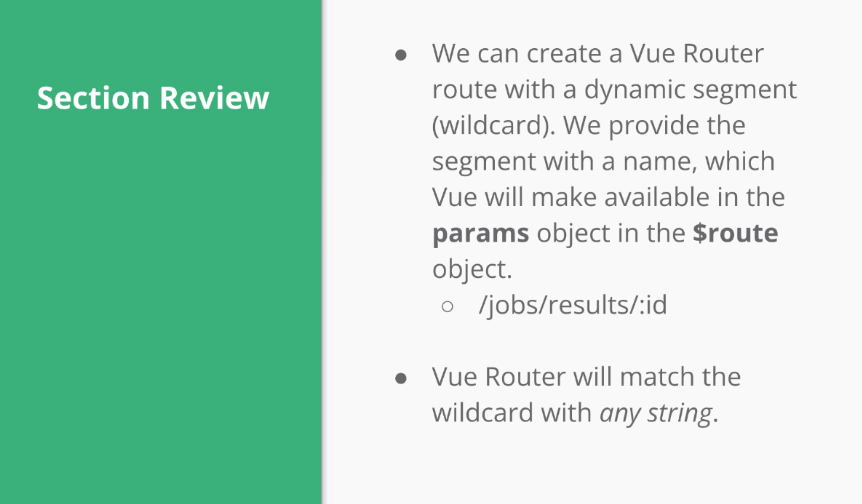 Section Review
● We can create a Vue Router
route with a dynamic segment
(wildcard). We provide the
segment with a name, which
Vue will make available in the
params object in the $route
object.
○ /jobs/results/:id
● Vue Router will match the
wildcard with any string.